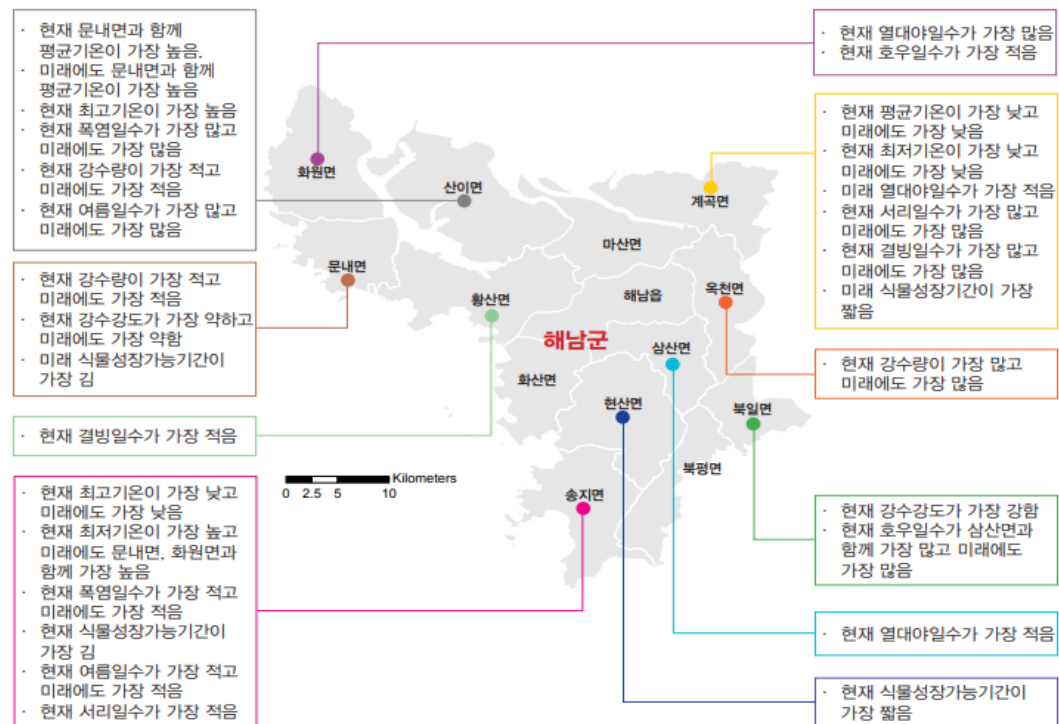 · 현재 문내면과 함께
평균기온이 가장 높음,
· 미래에도 문내면과 함께
평균기온이 가장 높음
· 현재 최고기온이 가장 높음
· 현재 폭염일수가 가장 많고
미래에도 가장 많음
· 현재 강수량이 가장 적고
미래에도 가장 적음
· 현재 여름일수가 가장 많고
미래에도 가장 많음
· 현재 강수량이 가장 적고
미래에도 가장 적음
· 현재 강수강도가 가장 약하고
미래에도 가장 약함
· 미래 식물성장가능기간이
가장 김
· 현재 결빙일수가 가장 적음
· 현재 최고기온이 가장 낮고
미래에도 가장 낮음
· 현재 최저기온이 가장 높고
미래에도 문내면, 화원면과
함께 가장 높음
· 현재 폭염일수가 가장 적고
미래에도 가장 적음
· 현재 식물성장가능기간이
가장 김
· 현재 여름일수가 가장 적고
미래에도 가장 적음
· 현재 서리일수가 가장 적음
화원면
산이면
계곡면
마산면
문내면
황산면
해남읍
옥천면
해남군
삼산면
화산면
현산면
북일면
북평면
송지면
Kilometers
0 2.5 5 10
· 현재 열대야일수가 가장 많음
· 현재 호우일수가 가장 적음
· 현재 평균기온이 가장 낮고
미래에도 가장 낮음
· 현재 최저기온이 가장 낮고
미래에도 가장 낮음
· 미래 열대야일수가 가장 적음
· 현재 서리일수가 가장 많고
미래에도 가장 많음
· 현재 결빙일수가 가장 많고
미래에도 가장 많음
· 미래 식물성장기간이 가장
짧음
· 현재 강수량이 가장 많고
미래에도 가장 많음
· 현재 강수강도가 가장 강함
· 현재 호우일수가 삼산면과
함께 가장 많고 미래에도
가장 많음
· 현재 열대야일수가 가장 적음
· 현재 식물성장가능기간이
가장 짧음